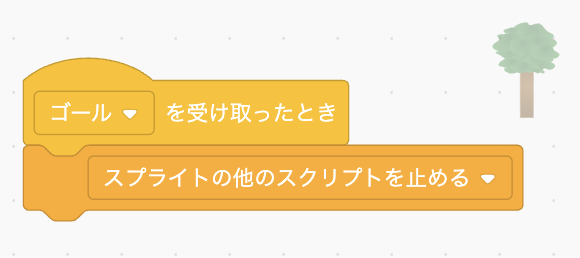 ゴール を受け取ったとき
スプライトの他のスクリプトを止める